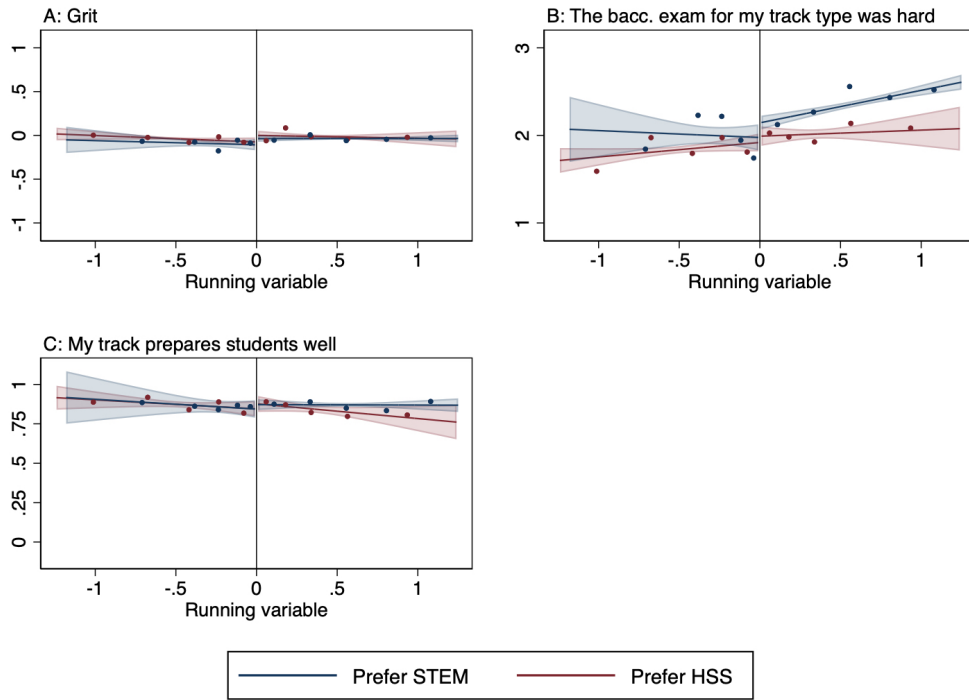 A: Grit
1
.5
0
-.5
-1
-1 -.5 0 .5 1
Running variable
B: The bacc. exam for my track type was hard
3
2
1
-1 -.5 0 .5 1
Running variable
C: My track prepares students well
1
.75
.5
.25
0
-1 -.5 0 .5 1
Running variable
Prefer STEM Prefer HSS